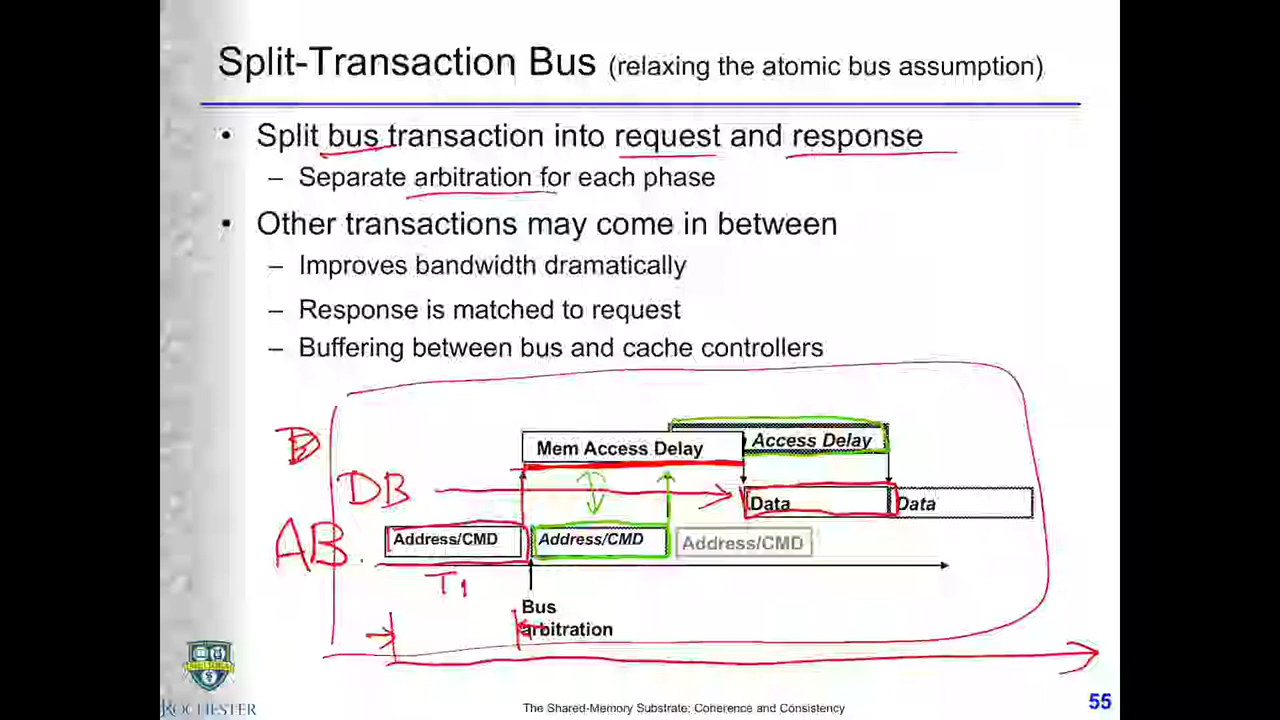 Split-Transaction Bus (relaxing the atomic bus assumption)
• Split bus transaction into request and response
– Separate arbitration for each phase
• Other transactions may come in between
– Improves bandwidth dramatically
– Response is matched to request
– Buffering between bus and cache controllers
D
Mem Access Delay
Access Delay
DB
Data
Data
AB
Address/CMD
Address/CMD
Address/CMD
T1
Bus
arbitration
ROCHESTER
The Shared-Memory Substrate: Coherence and Consistency
55